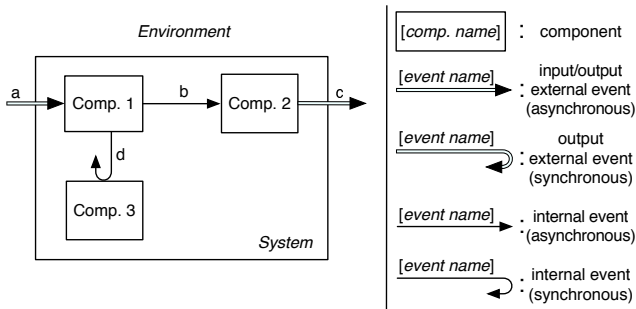 Environment
System
a
Comp. 1
b
Comp. 2
c
d
Comp. 3
[comp. name]
: component
[event name]
: input/output
external event
(asynchronous)
[event name]
: output
external event
(synchronous)
[event name]
: internal event
(asynchronous)
[event name]
: internal event
(synchronous)